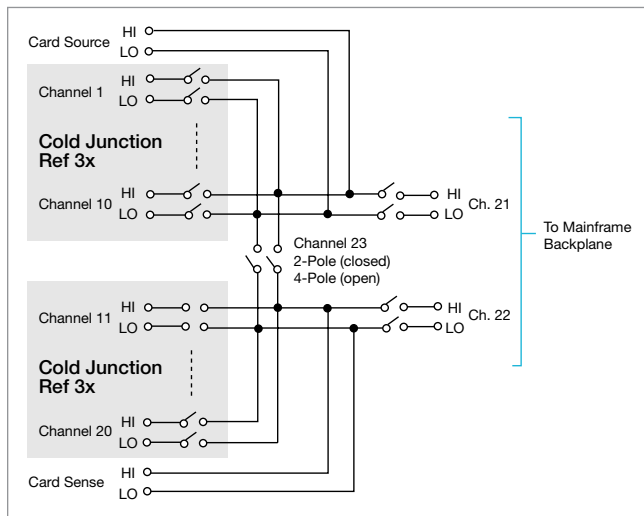 Card Source HI
LO
Channel 1 HI
LO
Cold Junction
Ref 3x
Channel 10 HI
LO
HI
LO
Ch. 21
To Mainframe
Backplane
Channel 23
2-Pole (closed)
4-Pole (open)
Channel 11 HI
LO
HI
LO
Ch. 22
Cold Junction
Ref 3x
Channel 20 HI
LO
Card Sense HI
LO